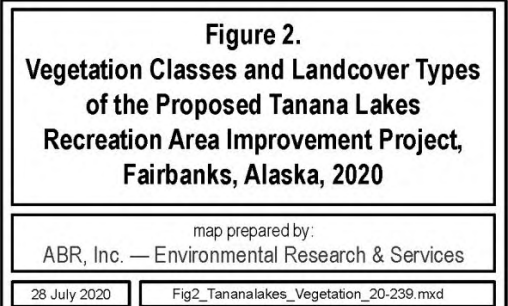 Figure 2.
Vegetation Classes and Landcover Types
of the Proposed Tanana Lakes
Recreation Area Improvement Project,
Fairbanks, Alaska, 2020
map prepared by:
ABR, Inc. — Environmental Research & Services
28 July 2020 Fig2_Tananalakes_Vegetation_20-239.mxd